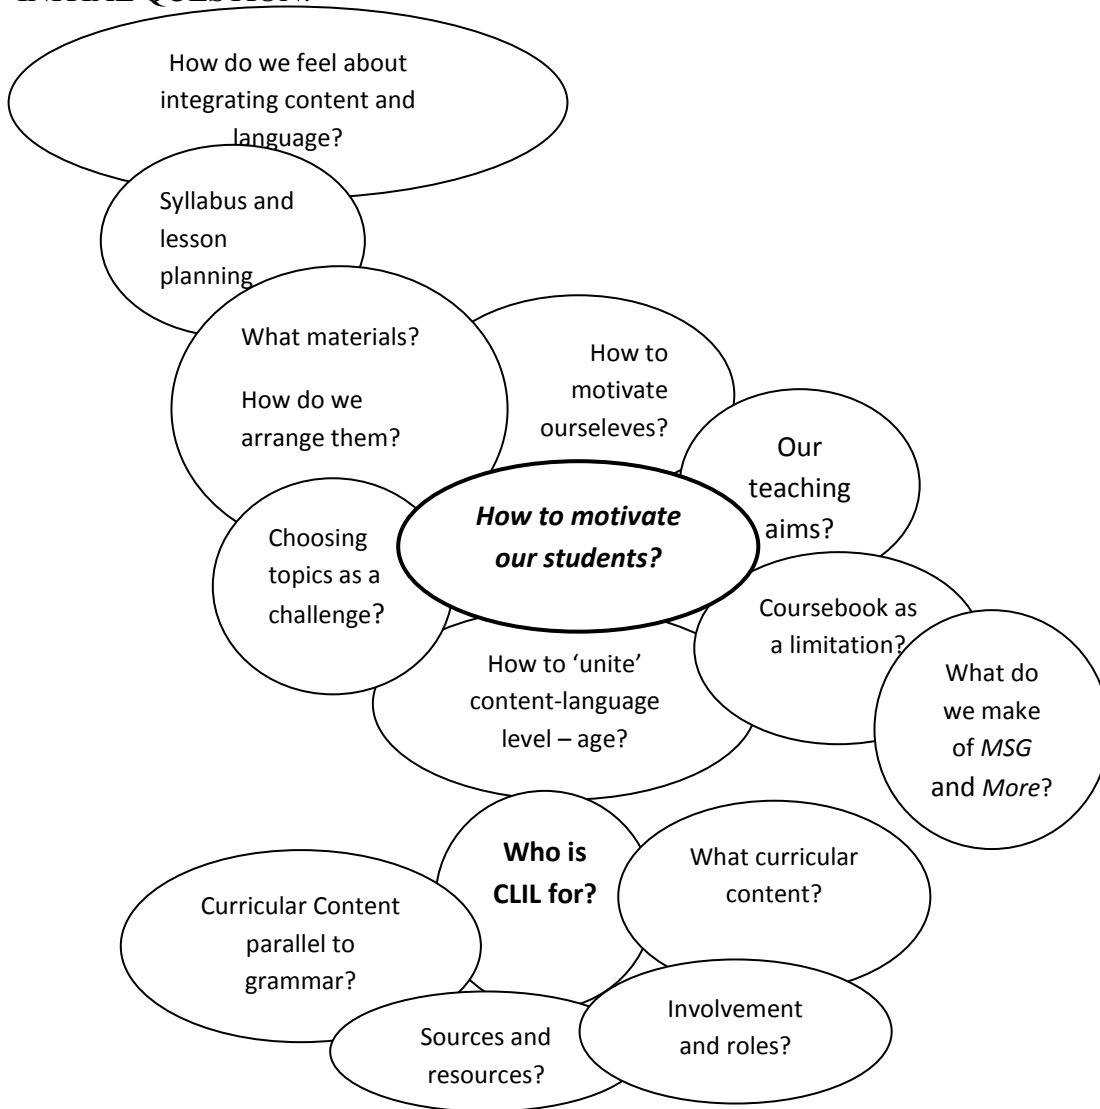 INITIAL QUESTION:
How do we feel about
integrating content and
language?
Syllabus and
lesson
planning
What materials?
How do we
arrange them?
How to
motivate
ourseleves?
Our
teaching
aims?
How to motivate
our students?
Choosing
topics as a
challenge?
Coursebook as
a limitation?
How to ‘unite’
content-language
level – age?
What do
we make
of MSG
and More?
Who is
CLIL for?
What curricular
content?
Curricular Content
parallel to
grammar?
Involvement
and roles?
Sources and
resources?